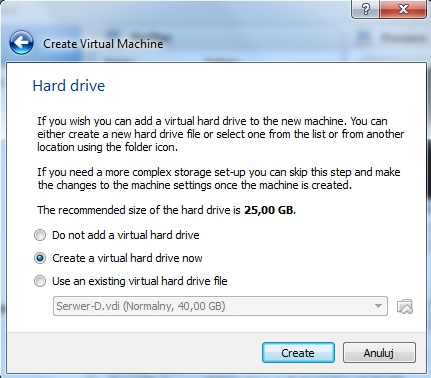 Create Virtual Machine
Hard drive
If you wish you can add a virtual hard drive to the new machine. You can
either create a new hard drive file or select one from the list or from another
location using the folder icon.
If you need a more complex storage set-up you can skip this step and make
the changes to the machine settings once the machine is created.
The recommended size of the hard drive is 25,00 GB.
Do not add a virtual hard drive
Create a virtual hard drive now
Use an existing virtual hard drive file
Serwer-D.vdi (Normalny, 40,00 GB)
Create Anuluj